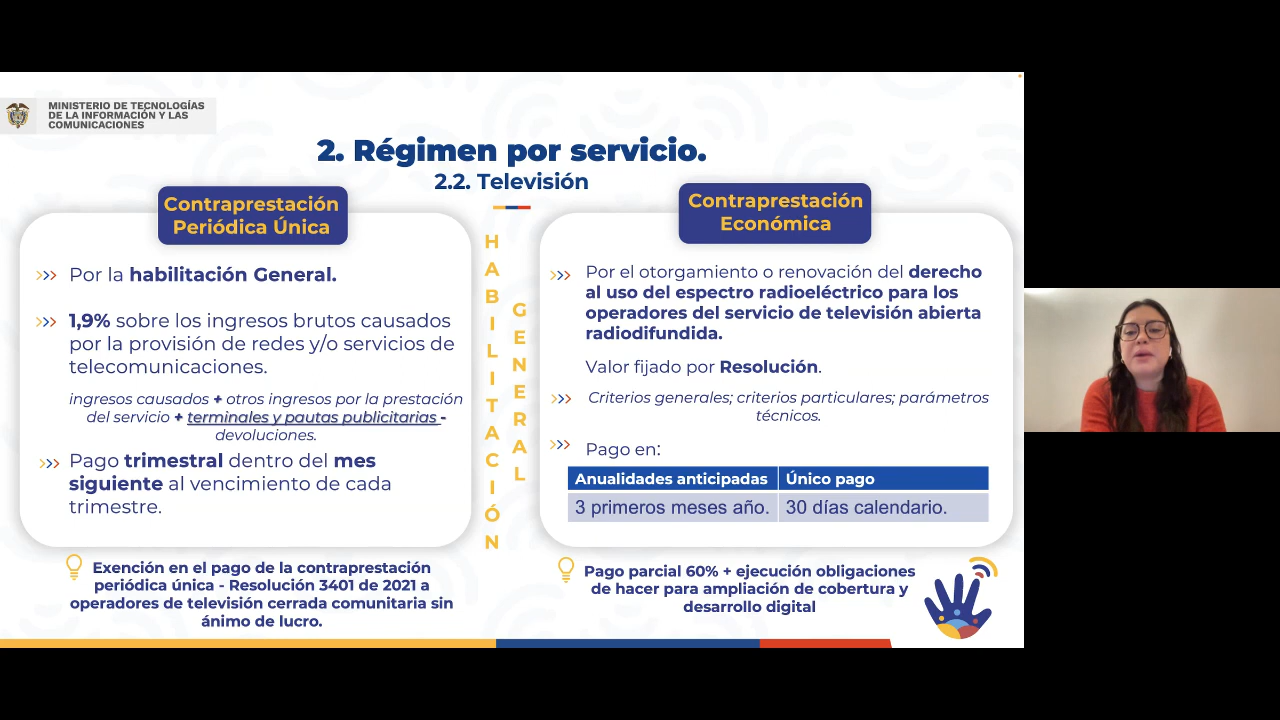 MINISTERIO DE TECNOLOGÍAS
DE LA INFORMACIÓN Y LAS
COMUNICACIONES
2. Régimen por servicio.
2.2. Televisión
Contraprestación
Periódica Única
Por la habilitación General.
1,9% sobre los ingresos brutos causados
por la provisión de redes y/o servicios de
telecomunicaciones.
ingresos causados + otros ingresos por la prestación
del servicio + terminales y pautas publicitarias -
devoluciones.
Pago trimestral dentro del mes
siguiente al vencimiento de cada
trimestre.
Exención en el pago de la contraprestación
periódica única - Resolución 3401 de 2021 a
operadores de televisión cerrada comunitaria sin
ánimo de lucro.
HABILITACIÓN
GENERAL
Contraprestación
Económica
Por el otorgamiento o renovación del derecho
al uso del espectro radioeléctrico para los
operadores del servicio de televisión abierta
radiodifundida.
Valor fijado por Resolución.
Criterios generales; criterios particulares; parámetros
técnicos.
Pago en:
Anualidades anticipadas Único pago
3 primeros meses año. 30 días calendario.
Pago parcial 60% + ejecución obligaciones
de hacer para ampliación de cobertura y
desarrollo digital